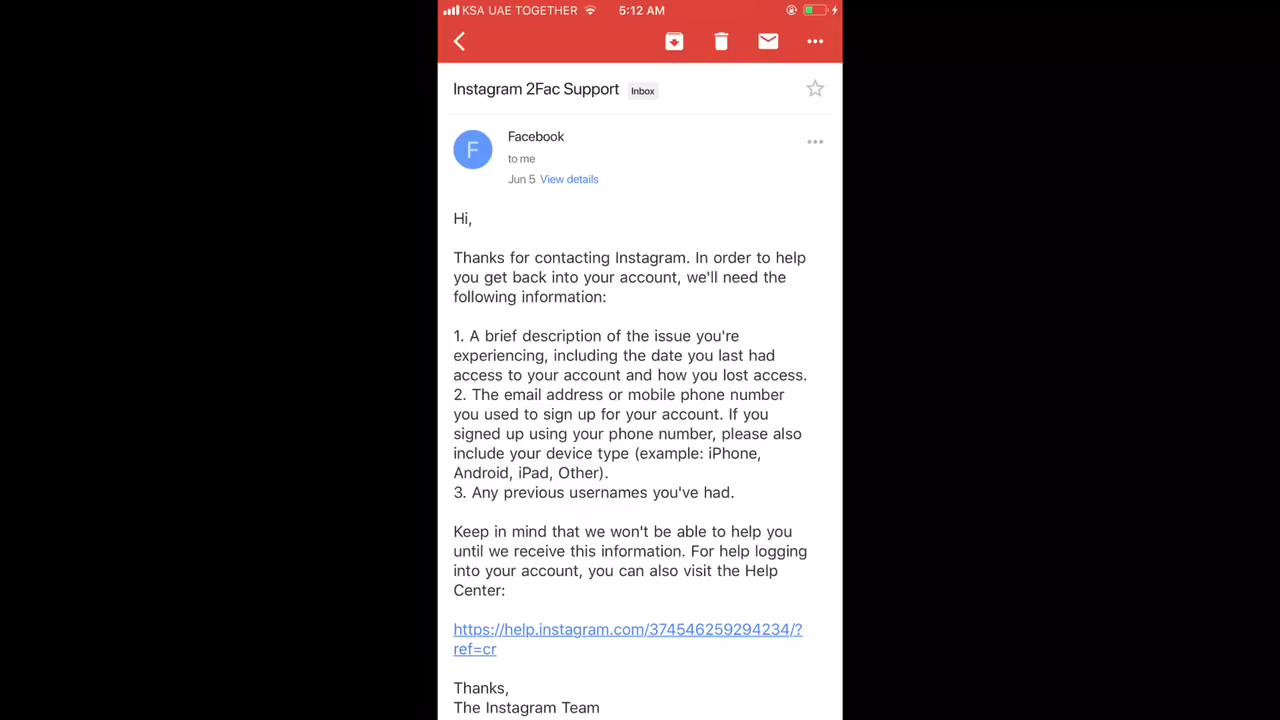 KSA UAE TOGETHER 5:12 AM
Instagram 2Fac Support Inbox
F
Facebook
to me
Jun 5 View details
Hi,
Thanks for contacting Instagram. In order to help
you get back into your account, we'll need the
following information:
1. A brief description of the issue you're
experiencing, including the date you last had
access to your account and how you lost access.
2. The email address or mobile phone number
you used to sign up for your account. If you
signed up using your phone number, please also
include your device type (example: iPhone,
Android, iPad, Other).
3. Any previous usernames you've had.
Keep in mind that we won't be able to help you
until we receive this information. For help logging
into your account, you can also visit the Help
Center:
https://help.instagram.com/374546259294234/?
ref=cr
Thanks,
The Instagram Team